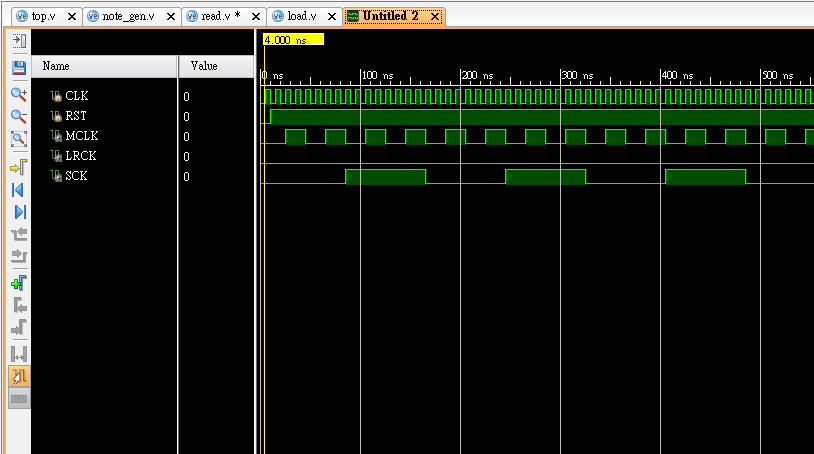 top.v note_gen.v read.v * load.v Untitled 2
4.000 ns
Name Value
0 ns 100 ns 200 ns 300 ns 400 ns 500 ns
CLK 0
RST 0
MCLK 0
LRCK 0
SCK 0